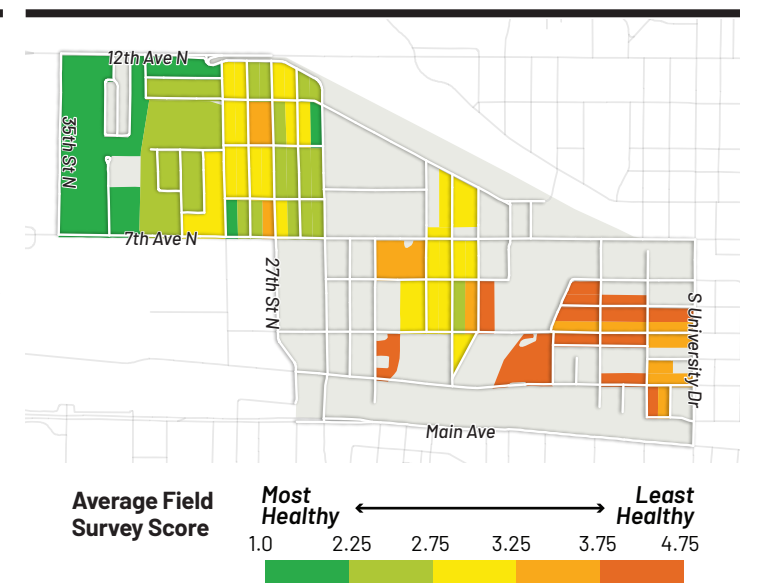 12th Ave N
35th St N
7th Ave N
27th St N
S University Dr
Main Ave
Average Field
Survey Score
Most
Healthy
Least
Healthy
1.0 2.25 2.75 3.25 3.75 4.75